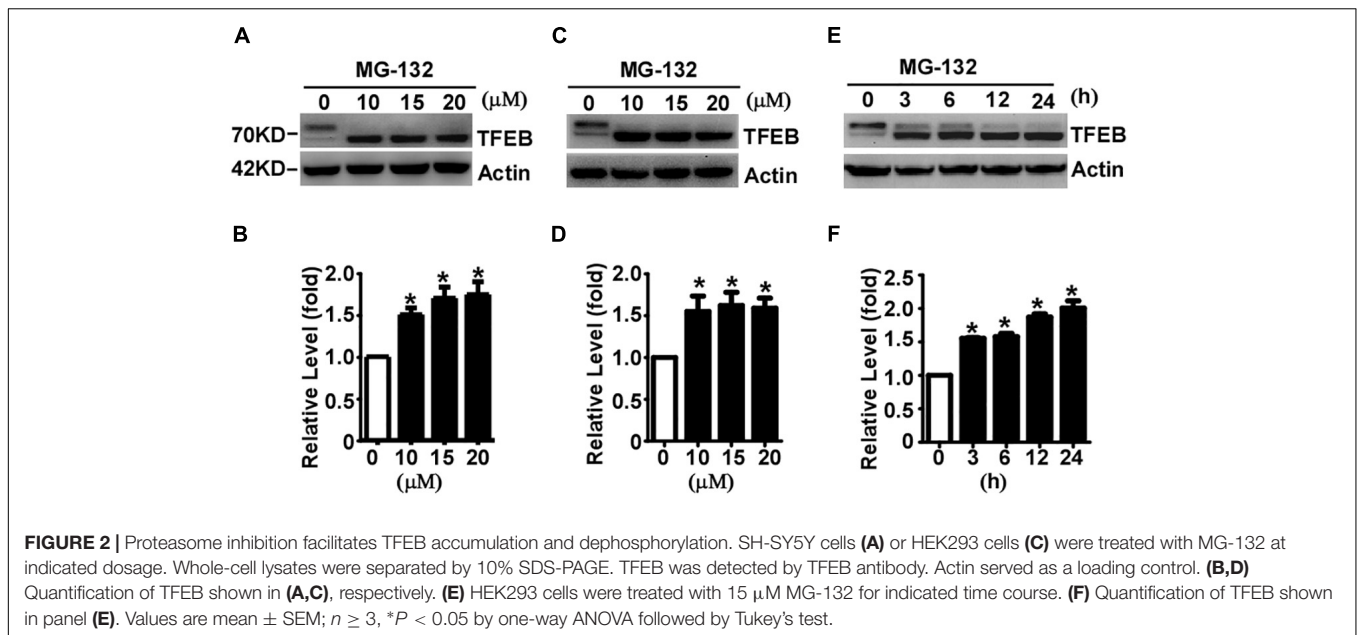 A
MG-132
0 10 15 20 (μM)
70KD
TFEB
42KD
Actin
C
MG-132
0 10 15 20 (μM)
TFEB
Actin
E
MG-132
0 3 6 12 24 (h)
TFEB
Actin
B
Relative Level (fold)
2.0
1.5
1.0
0.5
0
* * *
0 10 15 20
(μM)
D
Relative Level (fold)
2.0
1.5
1.0
0.5
0
* * *
0 10 15 20
(μM)
F
Relative Level (fold)
2.5
2.0
1.5
1.0
0.5
0
* * * *
0 3 6 12 24
(h)
FIGURE 2 | Proteasome inhibition facilitates TFEB accumulation and dephosphorylation. SH-SY5Y cells (A) or HEK293 cells (C) were treated with MG-132 at
indicated dosage. Whole-cell lysates were separated by 10% SDS-PAGE. TFEB was detected by TFEB antibody. Actin served as a loading control. (B,D)
Quantification of TFEB shown in (A,C), respectively. (E) HEK293 cells were treated with 15 μM MG-132 for indicated time course. (F) Quantification of TFEB shown
in panel (E). Values are mean ± SEM; n ≥ 3, *P < 0.05 by one-way ANOVA followed by Tukey's test.